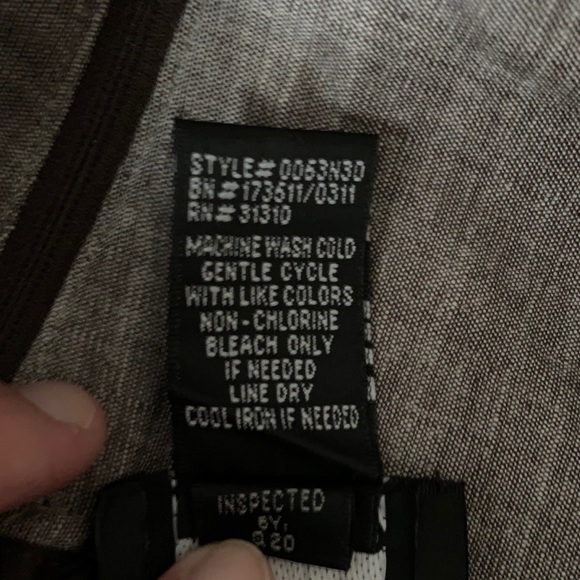 STYLE# 0063N30
BN#173611/0311
RN#31310
MACHINE WASH COLD
GENTLE CYCLE
WITH LIKE COLORS
NON-CHLORINE
BLEACH ONLY
IF NEEDED
LINE DRY
COOL IRON IF NEEDED
INSPECTED
BY:
20